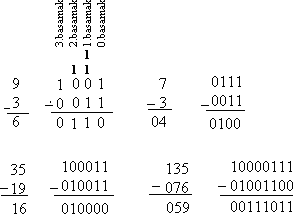 3.basamak
2.basamak
1.basamak
0.basamak
1
1 1
9 1 0 0 1 7 0111
-3 -0 0 1 1 -3 -0011
6 0 1 1 0 04 0100
35 100011 135 10000111
-19 -010011 -076 -01001100
16 010000 059 00111011